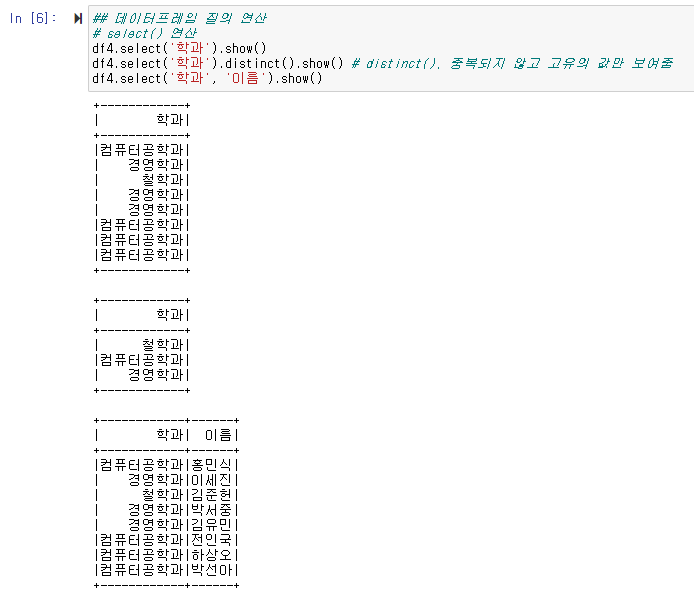 In [6]:
## 데이터프레임 질의 연산
# select() 연산
df4.select('학과').show()
df4.select('학과').distinct().show() # distinct(), 중복되지 않고 고유의 값만 보여줌
df4.select('학과', '이름').show()
+------------+
|        학과|
+------------+
|컴퓨터공학과|
|    경영학과|
|      철학과|
|    경영학과|
|    경영학과|
|컴퓨터공학과|
|컴퓨터공학과|
|컴퓨터공학과|
+------------+
+------------+
|        학과|
+------------+
|      철학과|
|컴퓨터공학과|
|    경영학과|
+------------+
+------------+------+
|        학과|  이름|
+------------+------+
|컴퓨터공학과|홍민식|
|    경영학과|이세진|
|      철학과|김준헌|
|    경영학과|박서중|
|    경영학과|김유민|
|컴퓨터공학과|전인국|
|컴퓨터공학과|하상오|
|컴퓨터공학과|박선아|
+------------+------+